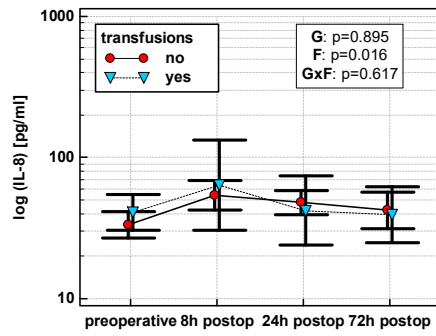 1000
transfusions
no
yes
G: p=0.895
F: p=0.016
GxF: p=0.617
log (IL-8) [pg/ml]
100
10
preoperative 8h postop 24h postop 72h postop